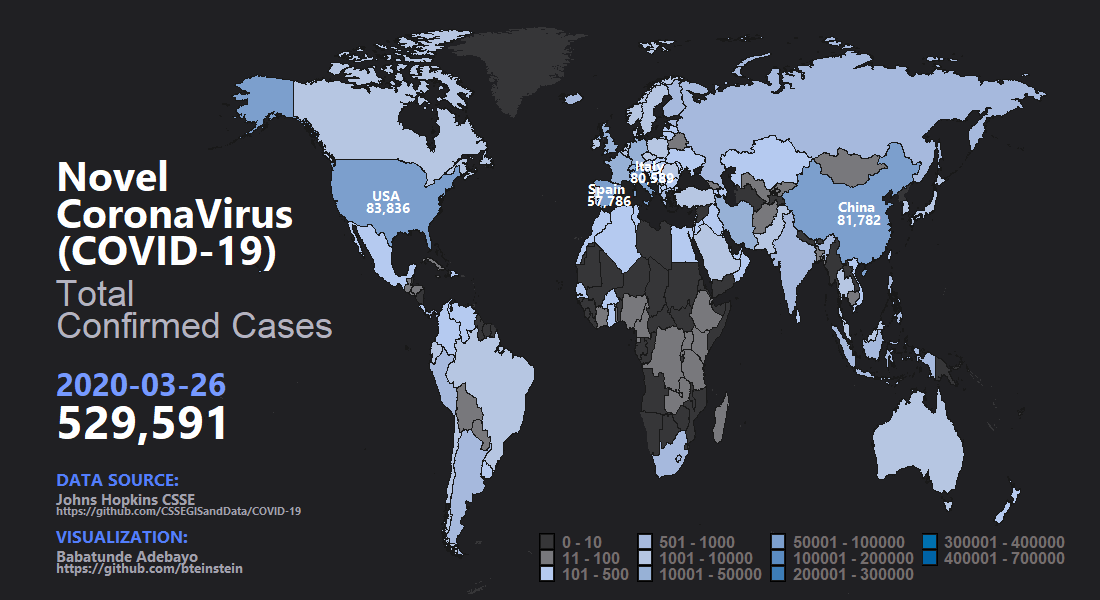 Novel
CoronaVirus
(COVID-19)
Total
Confirmed Cases
2020-03-26
529,591
DATA SOURCE:
Johns Hopkins CSSE
https://github.com/CSSEGISandData/COVID-19
VISUALIZATION:
Babatunde Adebayo
https://github.com/bteinstein
USA
83,836
Italy
80,589
Spain
57,786
China
81,782
0 - 10
11 - 100
101 - 500
501 - 1000
1001 - 10000
10001 - 50000
50001 - 100000
100001 - 200000
200001 - 300000
300001 - 400000
400001 - 700000